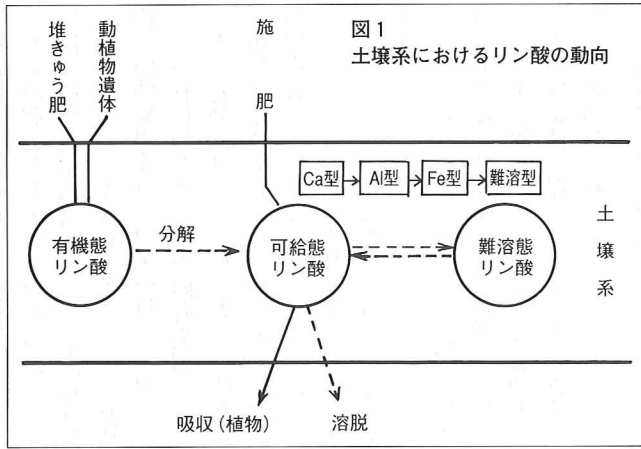 図1
土壌系におけるリン酸の動向
堆きゅう肥
動植物遺体
施肥
Ca型
Al型
Fe型
難溶型
有機態
リン酸
分解
可給態
リン酸
難溶態
リン酸
土壌系
吸収(植物)
溶脱